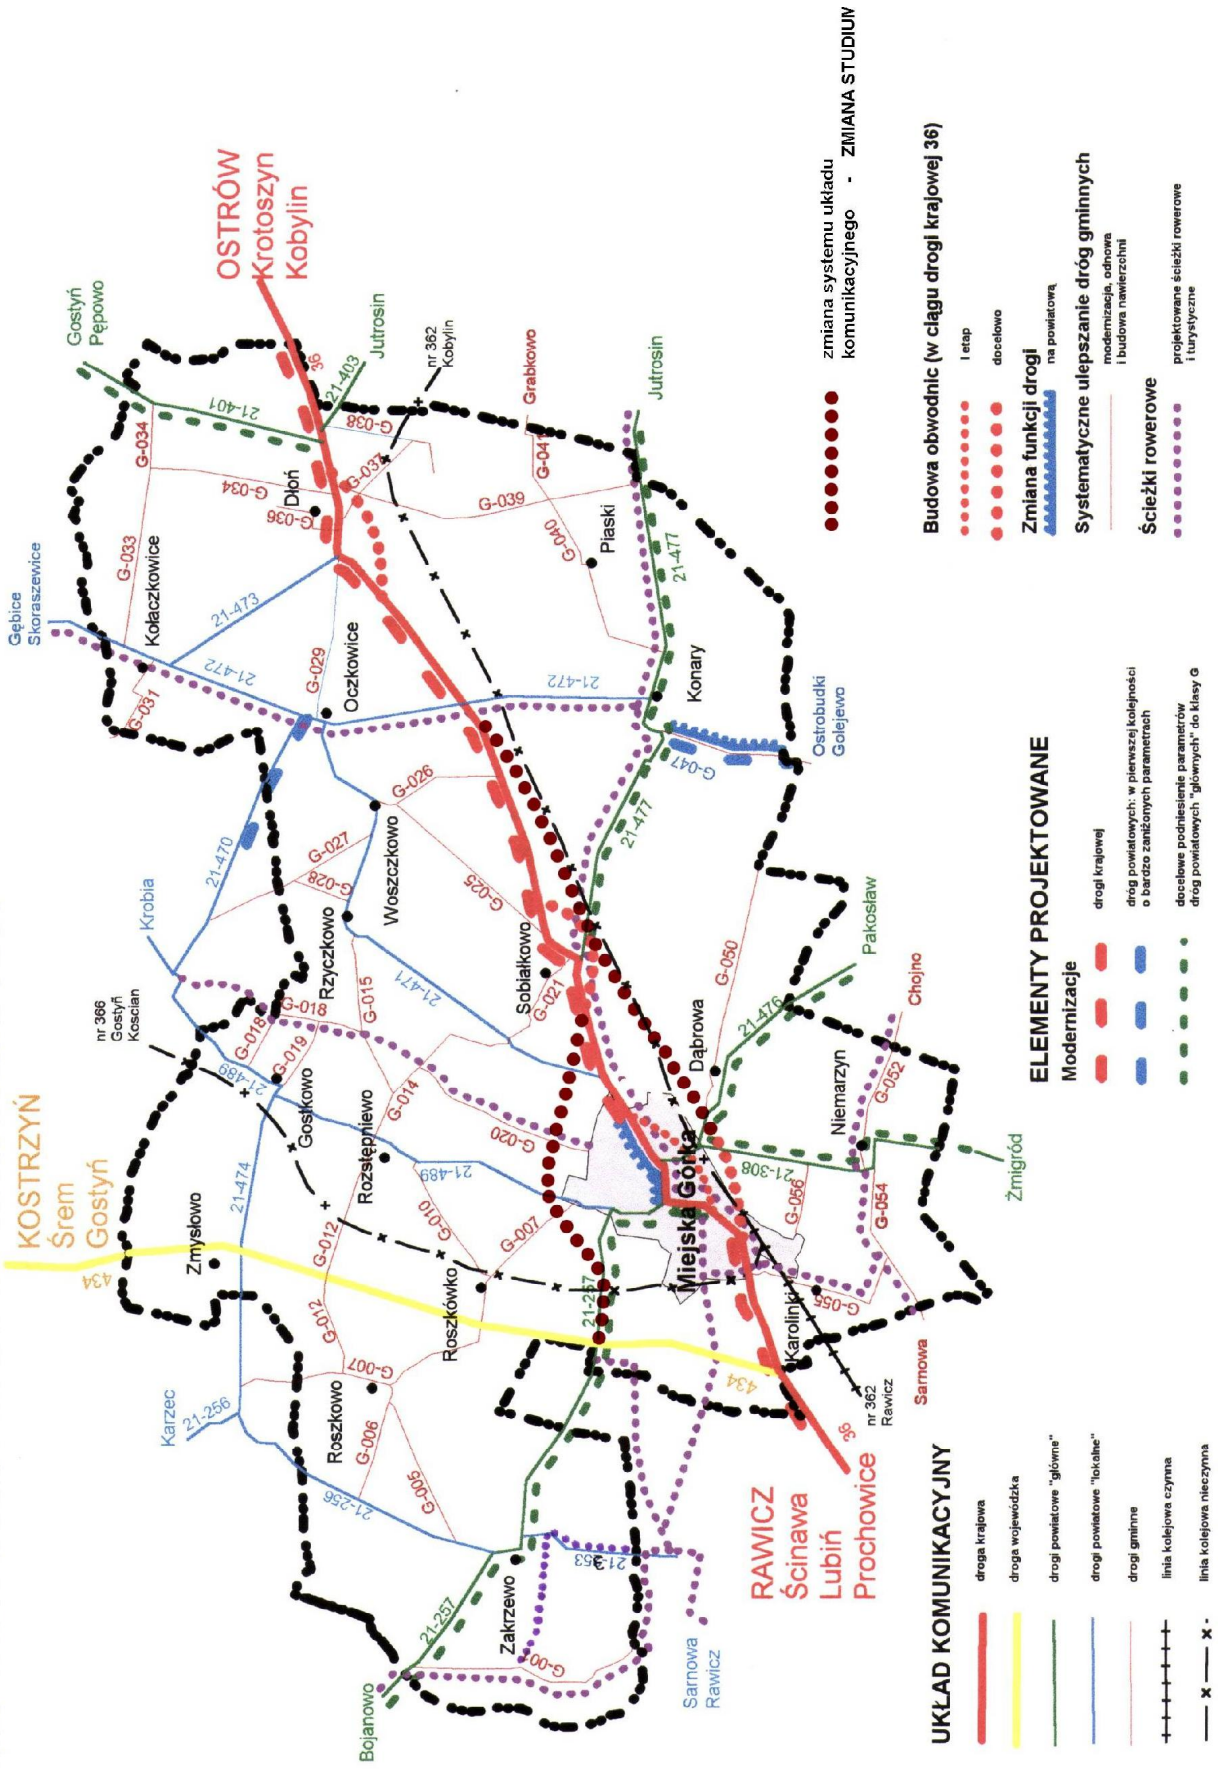 KOSTRZYŃ
Śrem
Gostyń
434
Gębice
Skoraszewice
Gostyń
Pępowo
OSTRÓW
Krotoszyn
Kobylin
36
Jutrosin
21-403
nr 362
Kobylin
Grabkowo
Jutrosin
21-401
G-034
G-034
G-033
G-036
G-037
G-038
G-039
G-040
G-041
Dłoń
Piaski
Kołaczkowice
21-473
21-472
G-031
G-029
Oczkowice
21-472
21-477
Konary
Ostrobudki
Golejewo
G-047
21-477
Krobia
21-470
G-026
G-027
G-028
Woszczkowo
G-025
Rzyczkowo
Sobiałkowo
G-021
21-471
G-015
G-018
G-018
G-019
nr 366
Gostyń
Koscian
21-489
Gostkowo
G-014
G-020
Rozstępniewo
21-489
G-010
G-007
21-474
Zmysłowo
G-012
G-012
Roszkówko
G-007
Roszkowo
G-006
G-005
Karzec
21-256
21-256
21-257
Miejska Górka
Dąbrowa
G-050
Pakosław
21-476
Chojno
Niemarzyn
G-052
21-308
G-056
G-054
Żmigród
G-055
Karolinki
Sarnowa
434
nr 362
Rawicz
36
RAWICZ
Ścinawa
Lubiń
Prochowice
Zakrzewo
21-257
Bojanowo
Sarnowa
Rawicz
UKŁAD KOMUNIKACYJNY
droga krajowa
droga wojewódzka
drogi powiatowe "główne"
drogi powiatowe "lokalne"
drogi gminne
linia kolejowa czynna
linia kolejowa nieczynna
ELEMENTY PROJEKTOWANE
Modernizacje
drogi krajowej
dróg powiatowych: w pierwszej kolejności
o bardzo zaniżonych parametrach
docelowe podniesienie parametrów
dróg powiatowych "głównych" do klasy G
zmiana systemu układu
komunikacyjnego - ZMIANA STUDIUM
Budowa obwodnic (w ciągu drogi krajowej 36)
I etap
docelowo
Zmiana funkcji drogi
na powiatową
Systematyczne ulepszanie dróg gminnych
modernizacja, odnowa
i budowa nawierzchni
Ścieżki rowerowe
projektowane ścieżki rowerowe
i turystyczne